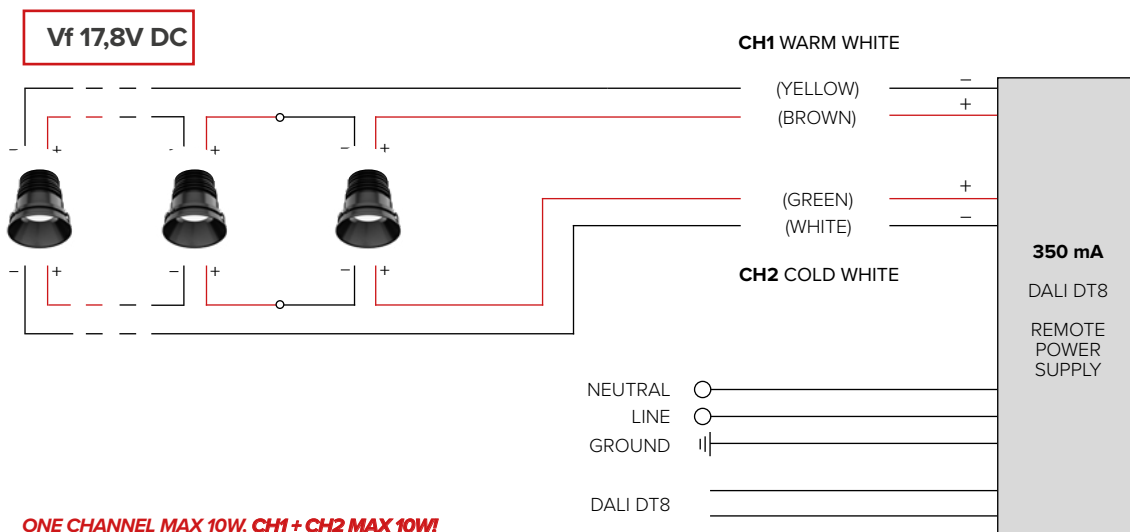 Vf 17,8V DC
CH1 WARM WHITE
(YELLOW)
–
(BROWN)
+
– + - + – +
(GREEN)
+
(WHITE)
–
– + – + – +
CH2 COLD WHITE
350 mA
DALI DT8
REMOTE
POWER
SUPPLY
NEUTRAL
LINE
GROUND
DALI DT8
ONE CHANNEL MAX 10W, CH1 + CH2 MAX 10W!